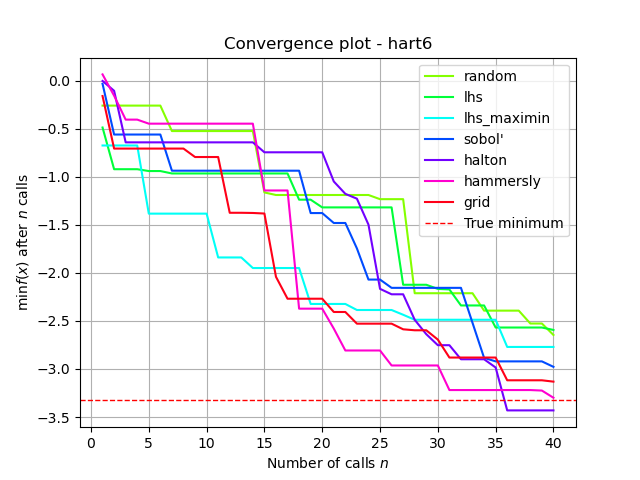 Convergence plot - hart6
min f(x) after n calls
0.0
−0.5
−1.0
−1.5
−2.0
−2.5
−3.0
−3.5
random
lhs
lhs_maximin
sobol'
halton
hammersly
grid
True minimum
0 5 10 15 20 25 30 35 40
Number of calls n